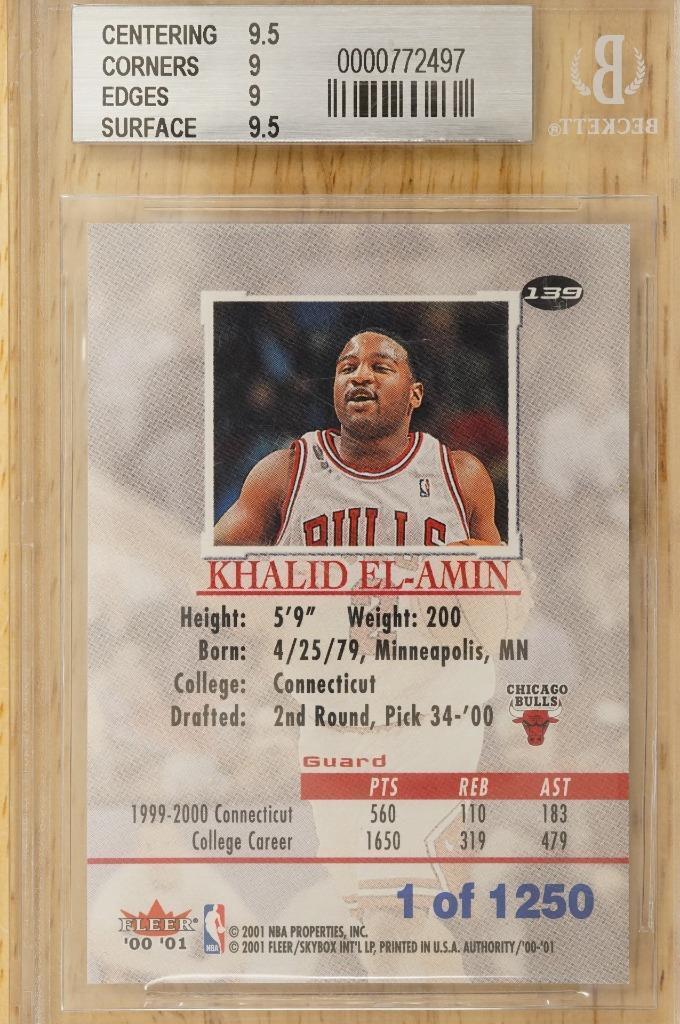 CENTERING 9.5
CORNERS 9
EDGES 9
SURFACE 9.5
0000772497
B
BECKETT®
139
BULLS
KHALID EL-AMIN
Height: 5'9" Weight: 200
Born: 4/25/79, Minneapolis, MN
College: Connecticut
Drafted: 2nd Round, Pick 34-'00
CHICAGO
BULLS
Guard
PTS REB AST
1999-2000 Connecticut 560 110 183
College Career 1650 319 479
1 of 1250
FLEER®
'00 '01
NBA
© 2001 NBA PROPERTIES, INC.
© 2001 FLEER/SKYBOX INT'L LP, PRINTED IN U.S.A. AUTHORITY/'00-'01